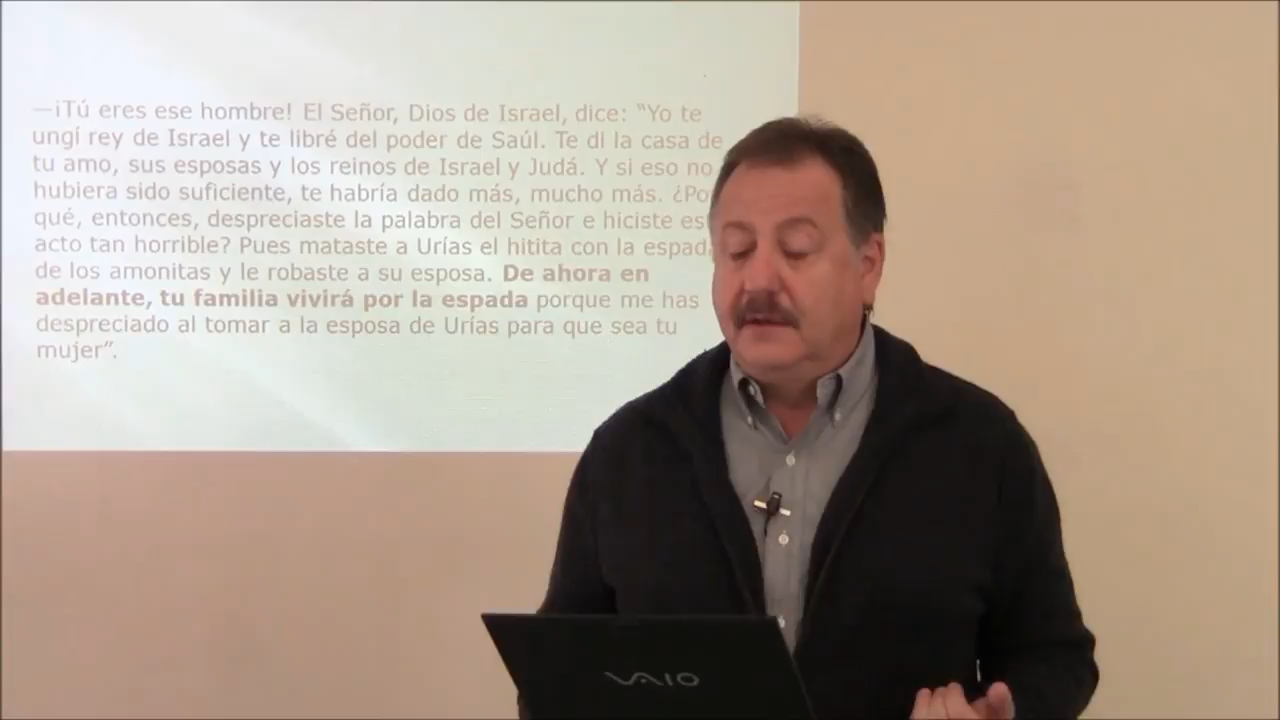 —¡Tú eres ese hombre! El Señor, Dios de Israel, dice: “Yo te
ungí rey de Israel y te libré del poder de Saúl. Te di la casa de
tu amo, sus esposas y los reinos de Israel y Judá. Y si eso no
hubiera sido suficiente, te habría dado más, mucho más. ¿Po
qué, entonces, despreciaste la palabra del Señor e hiciste es
acto tan horrible? Pues mataste a Urías el hitita con la espad
de los amonitas y le robaste a su esposa. De ahora en
adelante, tu familia vivirá por la espada porque me has
despreciado al tomar a la esposa de Urías para que sea tu
mujer”.
VAIO